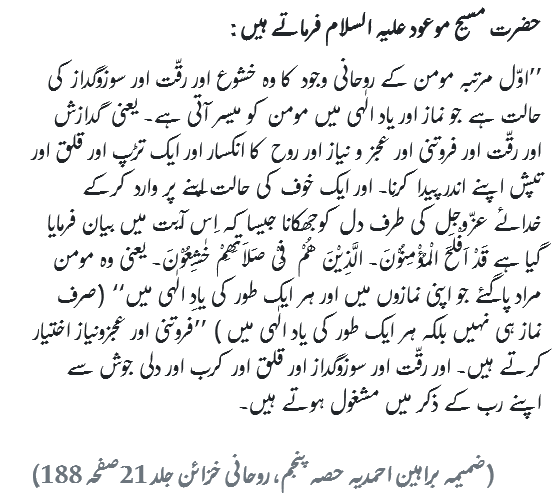 حضرت مسیح موعود علیہ السلام فرماتے ہیں :
’’اوّل مرتبہ مومن کے روحانی وجود کا وہ خشوع اور رقّت اور سوزوگداز کی
حالت ہے جو نماز اور یاد الٰہی میں مومن کو میسر آتی ہے۔ یعنی گدازش
اور رقّت اور فروتنی اور عجز و نیاز اور روح کا انکسار اور ایک تڑپ اور قلق اور
تپش اپنے اندر پیدا کرنا۔ اور ایک خوف کی حالت اپنے پر وارد کرکے
خدائے عزّوجل کی طرف دل کو جھکانا جیسا کہ اِس آیت میں بیان فرمایا
گیا ہے قَدْ اَفْلَحَ الْمُؤْمِنُوْنَ۔ الَّذِیْنَ ھُمْ فِیْ صَلَاتِھِمْ خٰشِعُوْنَ۔ یعنی وہ مومن
مراد پاگئے جو اپنی نمازوں میں اور ہر ایک طور کی یادِ الٰہی میں‘‘ (صرف
نماز ہی نہیں بلکہ ہر ایک طور کی یاد الٰہی میں ) ’’فروتنی اور عجزونیاز اختیار
کرتے ہیں۔ اور رقّت اور سوزوگداز اور قلق اور کرب اور دلی جوش سے
اپنے رب کے ذکر میں مشغول ہوتے ہیں۔
(ضمیمہ براہین احمدیہ حصہ پنجم، روحانی خزائن جلد 21 صفحہ 188)